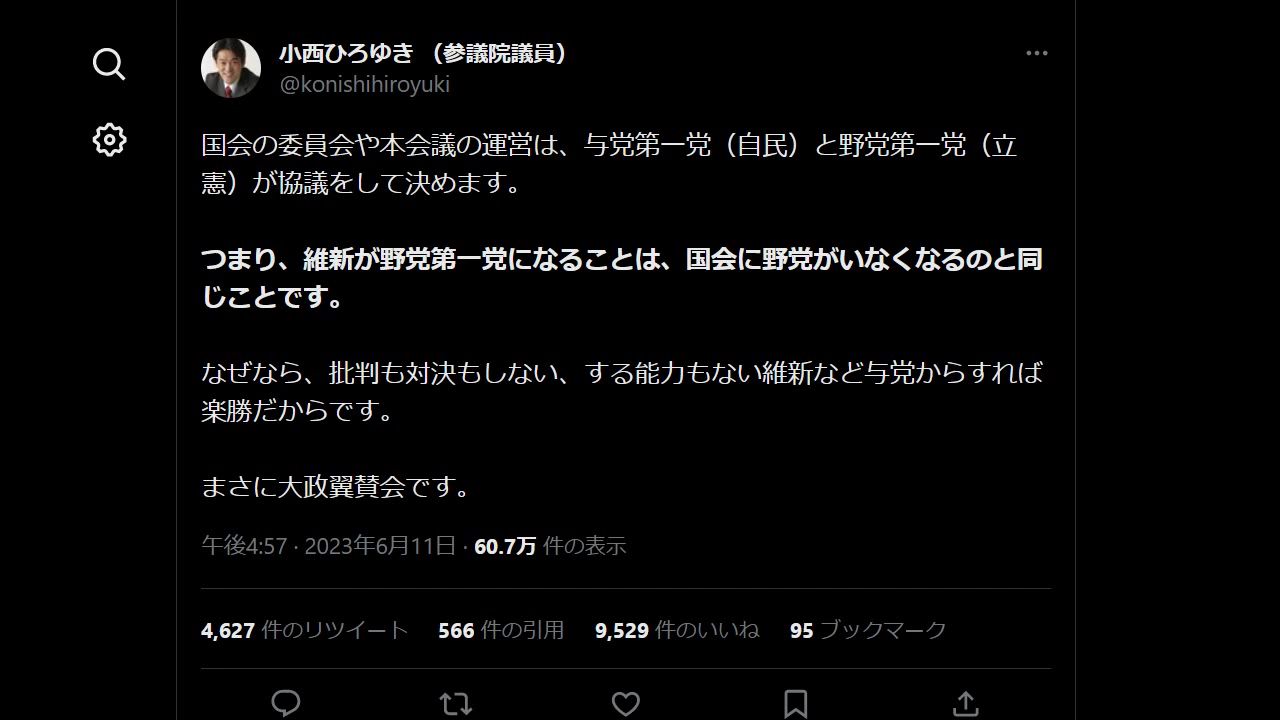 小西ひろゆき （参議院議員）
@konishihiroyuki
国会の委員会や本会議の運営は、与党第一党（自民）と野党第一党（立
憲）が協議をして決めます。
つまり、維新が野党第一党になることは、国会に野党がいなくなるのと同
じことです。
なぜなら、批判も対決もしない、する能力もない維新など与党からすれば
楽勝だからです。
まさに大政翼賛会です。
午後4:57 · 2023年6月11日 · 60.7万 件の表示
4,627 件のリツイート 566 件の引用 9,529 件のいいね 95 ブックマーク